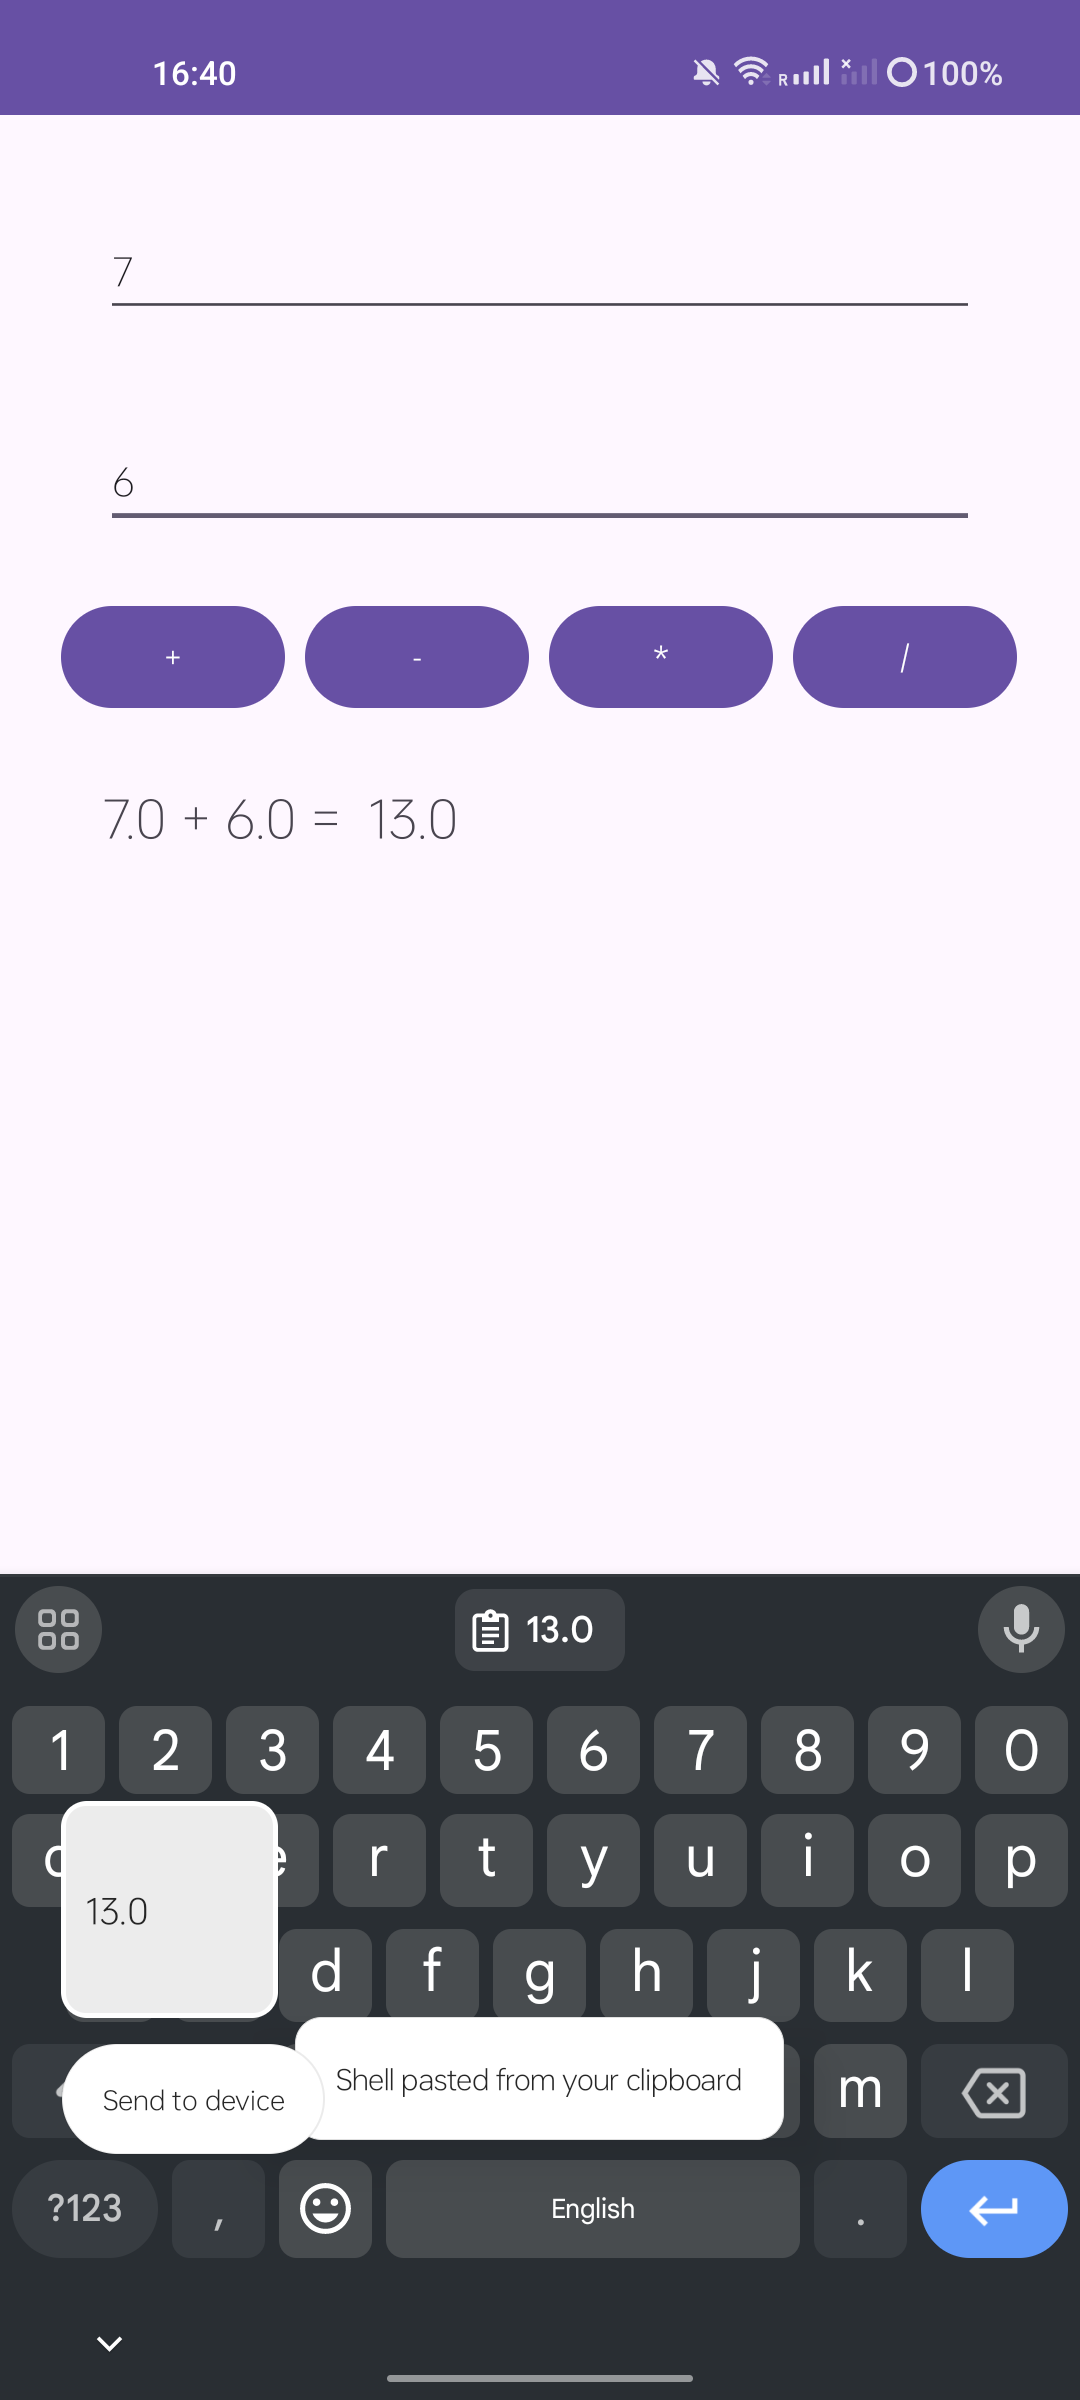 16:40 R 100%
7
6
+ - * /
7.0 + 6.0 = 13.0
13.0
1 2 3 4 5 6 7 8 9 0
e r t y u i o p
13.0
d f g h j k l
Shell pasted from your clipboard
m
Send to device
?123 , English .